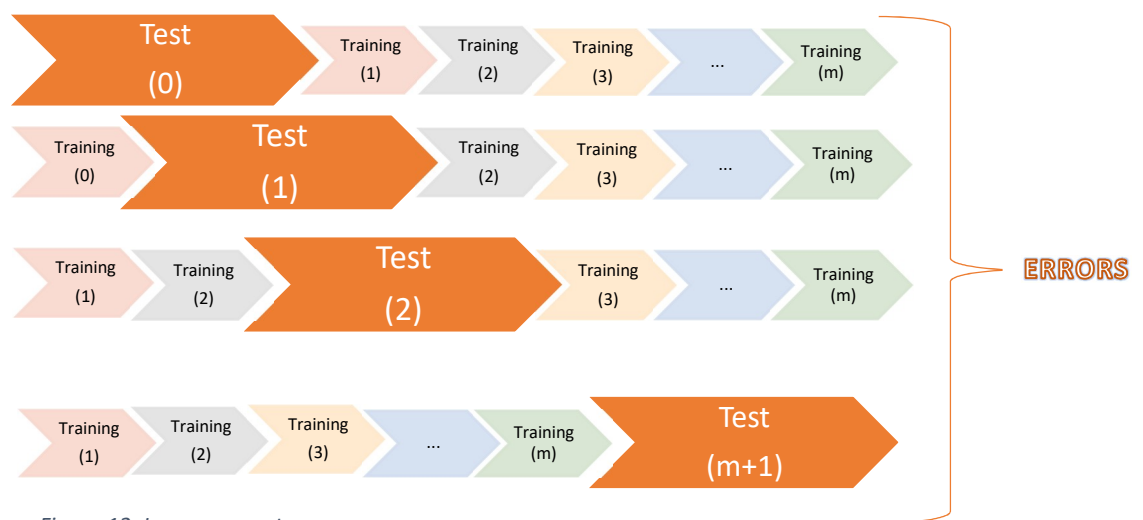 Test
(0)
Training
(1)
Training
(2)
Training
(3)
...
Training
(m)
Training
(0)
Test
(1)
Training
(2)
Training
(3)
...
Training
(m)
Training
(1)
Training
(2)
Test
(2)
Training
(3)
...
Training
(m)
ERRORS
Training
(1)
Training
(2)
Training
(3)
...
Training
(m)
Test
(m+1)